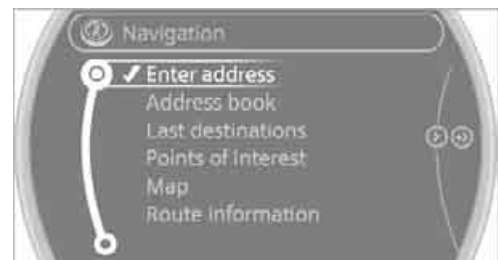 Navigation
Enter address
Address book
Last destinations
Points of Interest
Map
Route information